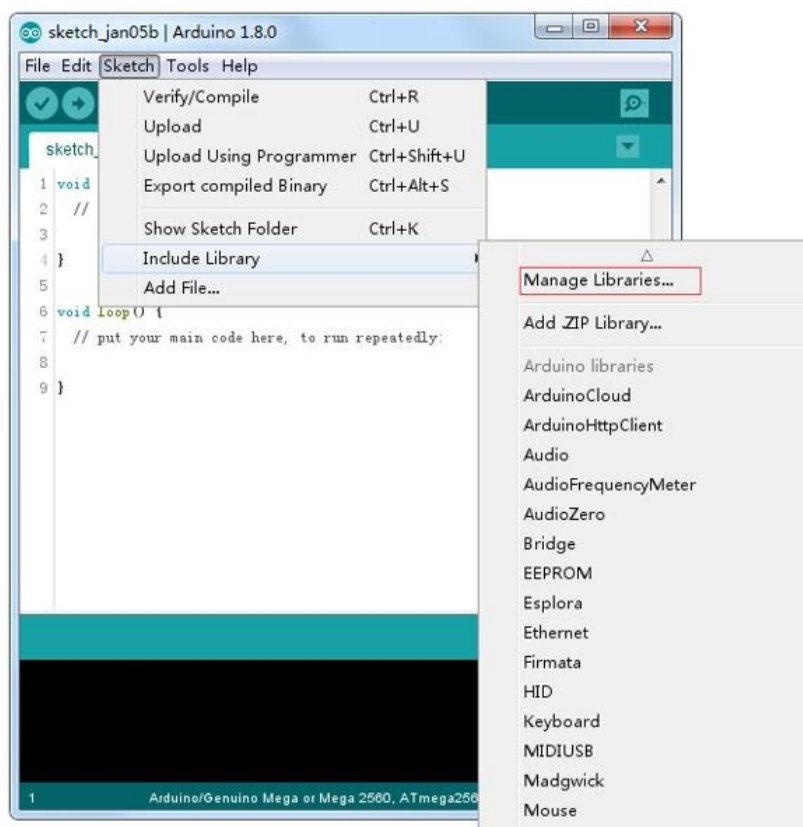 sketch_jan05b | Arduino 1.8.0
File Edit Sketch Tools Help
Verify/Compile Ctrl+R
Upload Ctrl+U
Upload Using Programmer Ctrl+Shift+U
Export compiled Binary Ctrl+Alt+S
Show Sketch Folder Ctrl+K
Include Library
Add File...
sketch_
1 void
2 //
3
4 }
5
6 void loop() {
7 // put your main code here, to run repeatedly:
8
9 }
△
Manage Libraries...
Add .ZIP Library...
Arduino libraries
ArduinoCloud
ArduinoHttpClient
Audio
AudioFrequencyMeter
AudioZero
Bridge
EEPROM
Esplora
Ethernet
Firmata
HID
Keyboard
MIDIUSB
Madgwick
Mouse
1 Arduino/Genuino Mega or Mega 2560, ATmega256